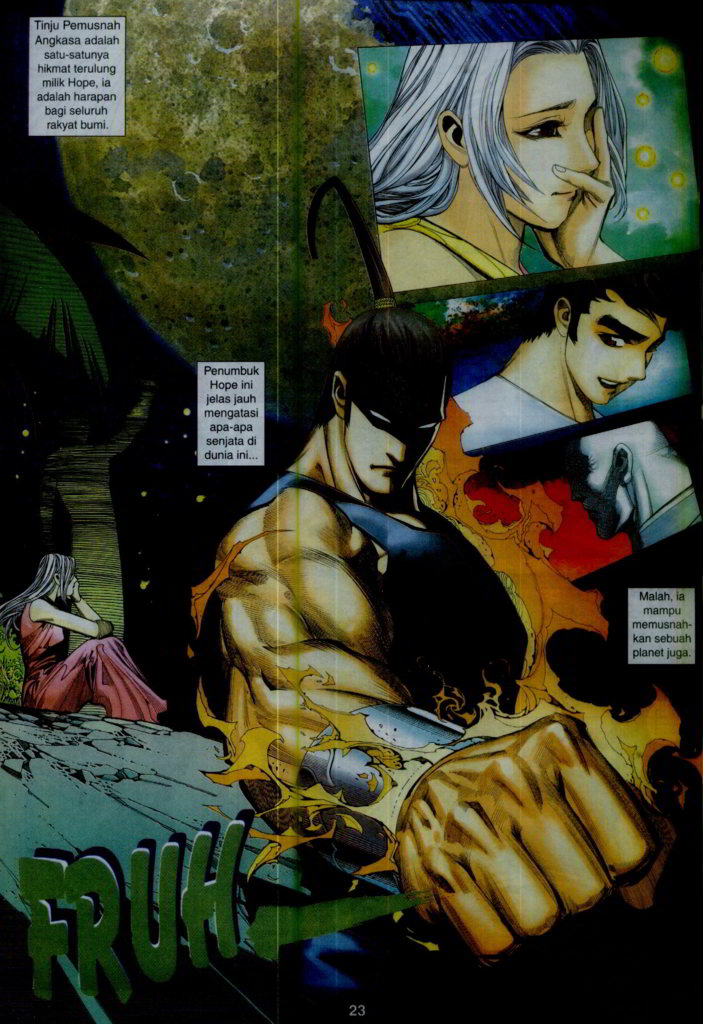 Tinju Pemusnah
Angkasa adalah
satu-satunya
hikmat terulung
milik Hope, ia
adalah harapan
bagi seluruh
rakyat bumi.
Penumbuk
Hope ini
jelas jauh
mengatasi
apa-apa
senjata di
dunia ini...
Malah, ia
mampu
memusnah-
kan sebuah
planet juga.
FRUH
23